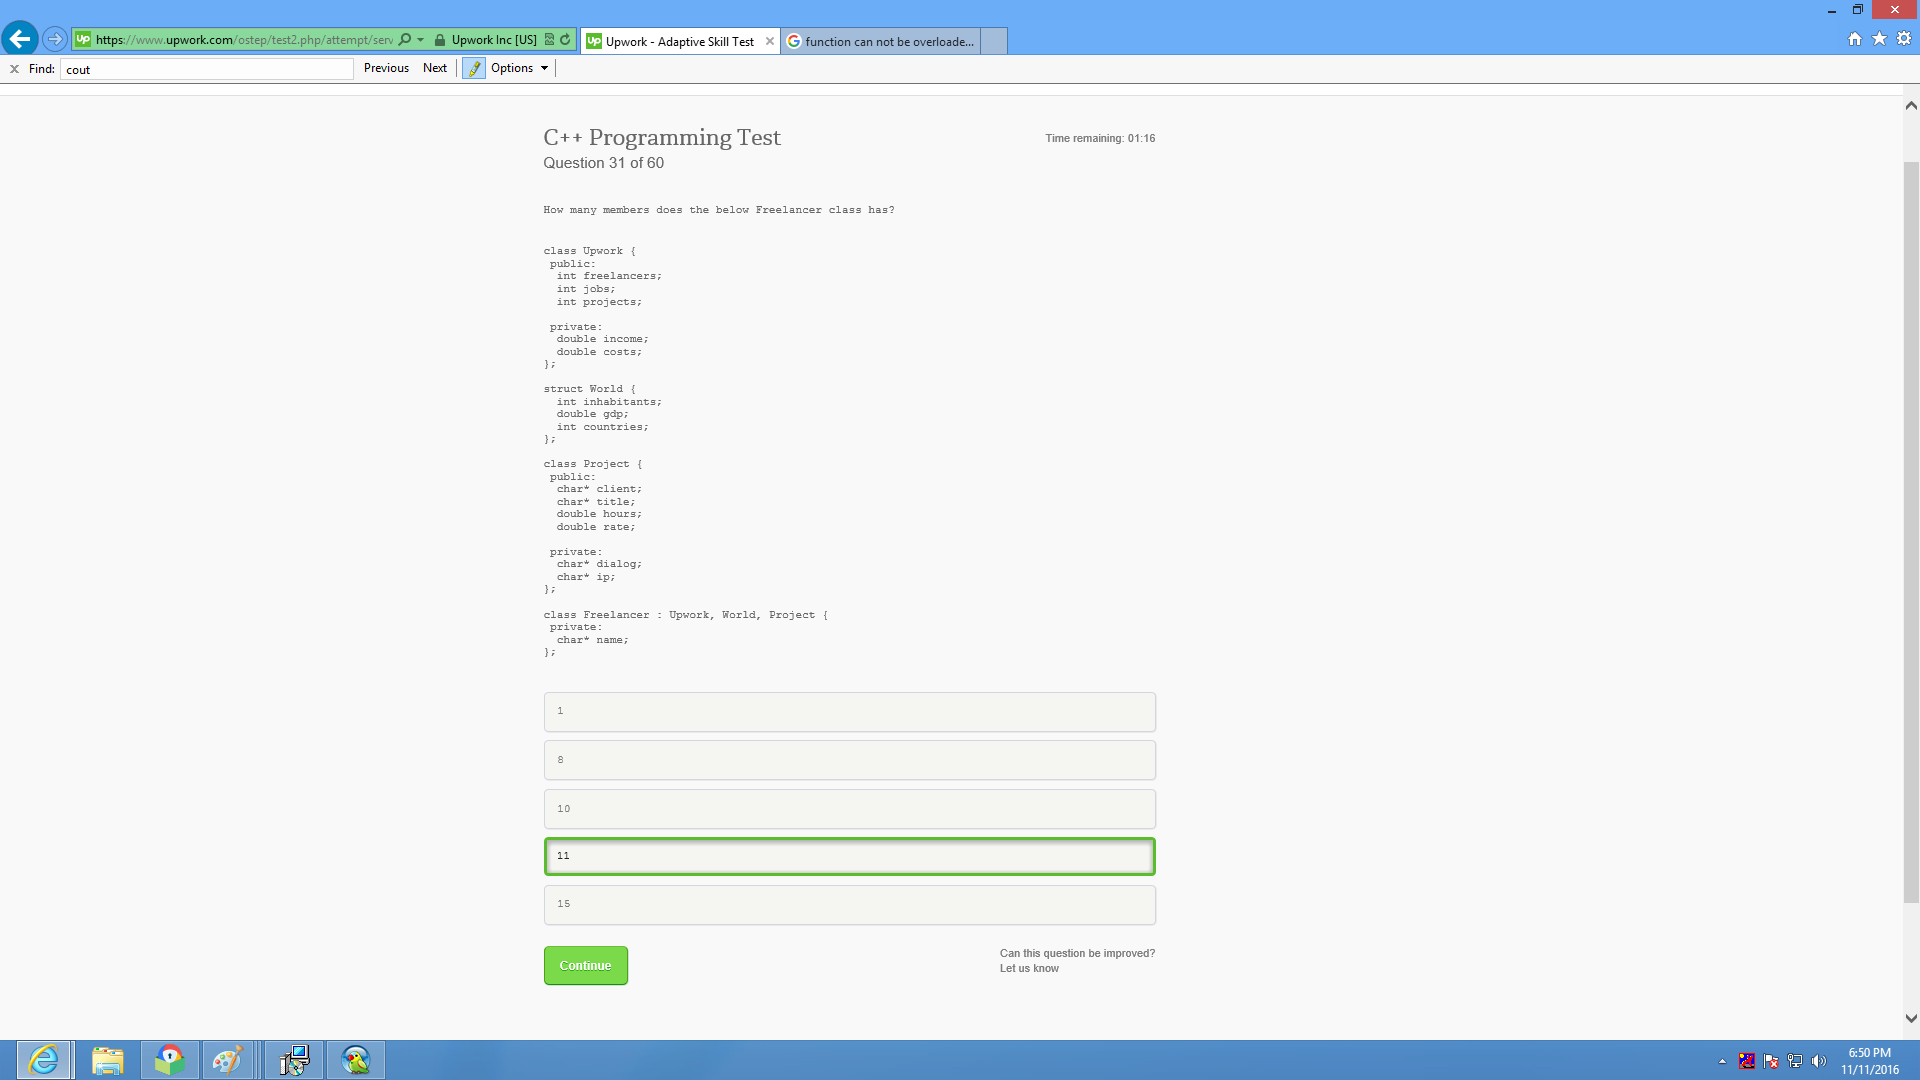 https://www.upwork.com/ostep/test2.php/attempt/serv
Upwork Inc [US]
Upwork - Adaptive Skill Test
function can not be overloade...
Find:
cout
Previous
Next
Options
C++ Programming Test
Time remaining: 01:16
Question 31 of 60
How many members does the below Freelancer class has?
class Upwork {
public:
int freelancers;
int jobs;
int projects;
private:
double income;
double costs;
};
struct World {
int inhabitants;
double gdp;
int countries;
};
class Project {
public:
char* client;
char* title;
double hours;
double rate;
private:
char* dialog;
char* ip;
};
class Freelancer : Upwork, World, Project {
private:
char* name;
};
1
8
10
11
15
Continue
Can this question be improved?
Let us know
6:50 PM
11/11/2016